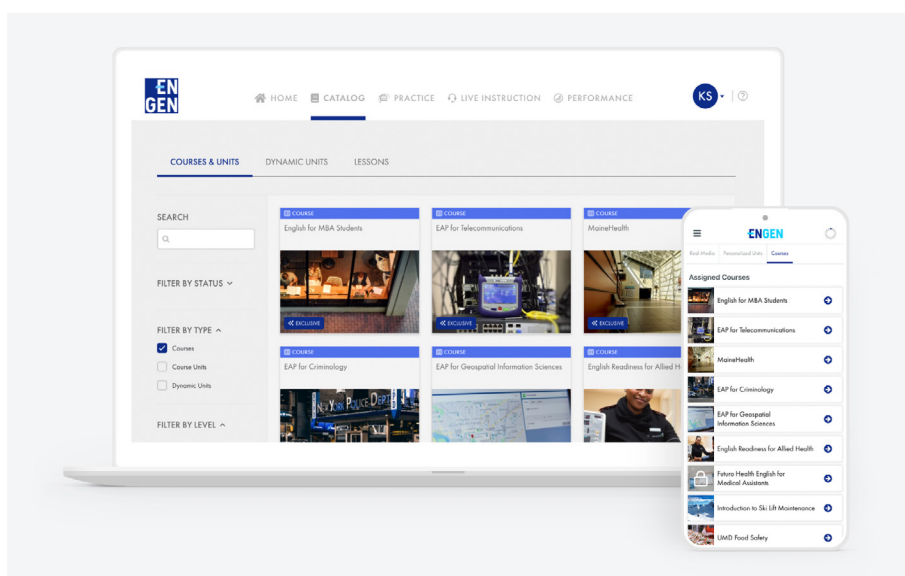 EN
GEN
HOME
CATALOG
PRACTICE
LIVE INSTRUCTION
PERFORMANCE
KS
COURSES & UNITS
DYNAMIC UNITS
LESSONS
SEARCH
FILTER BY STATUS
FILTER BY TYPE
Courses
Course Units
Dynamic Units
FILTER BY LEVEL
COURSE
English for MBA Students
EXCLUSIVE
COURSE
EAP for Telecommunications
EXCLUSIVE
COURSE
MaineHealth
EXCLUSIVE
COURSE
EAP for Criminology
NEW YORK POLICE DEPT
COURSE
EAP for Geospatial Information Sciences
COURSE
English Readiness for Allied H
ENGEN
Real Media
Personalized Units
Courses
Assigned Courses
English for MBA Students
EAP for Telecommunications
MaineHealth
EAP for Criminology
EAP for Geospatial
Information Sciences
English Readiness for Allied Health
Futuro Health English for
Medical Assistants
Introduction to Ski Lift Maintenance
UMD Food Safety